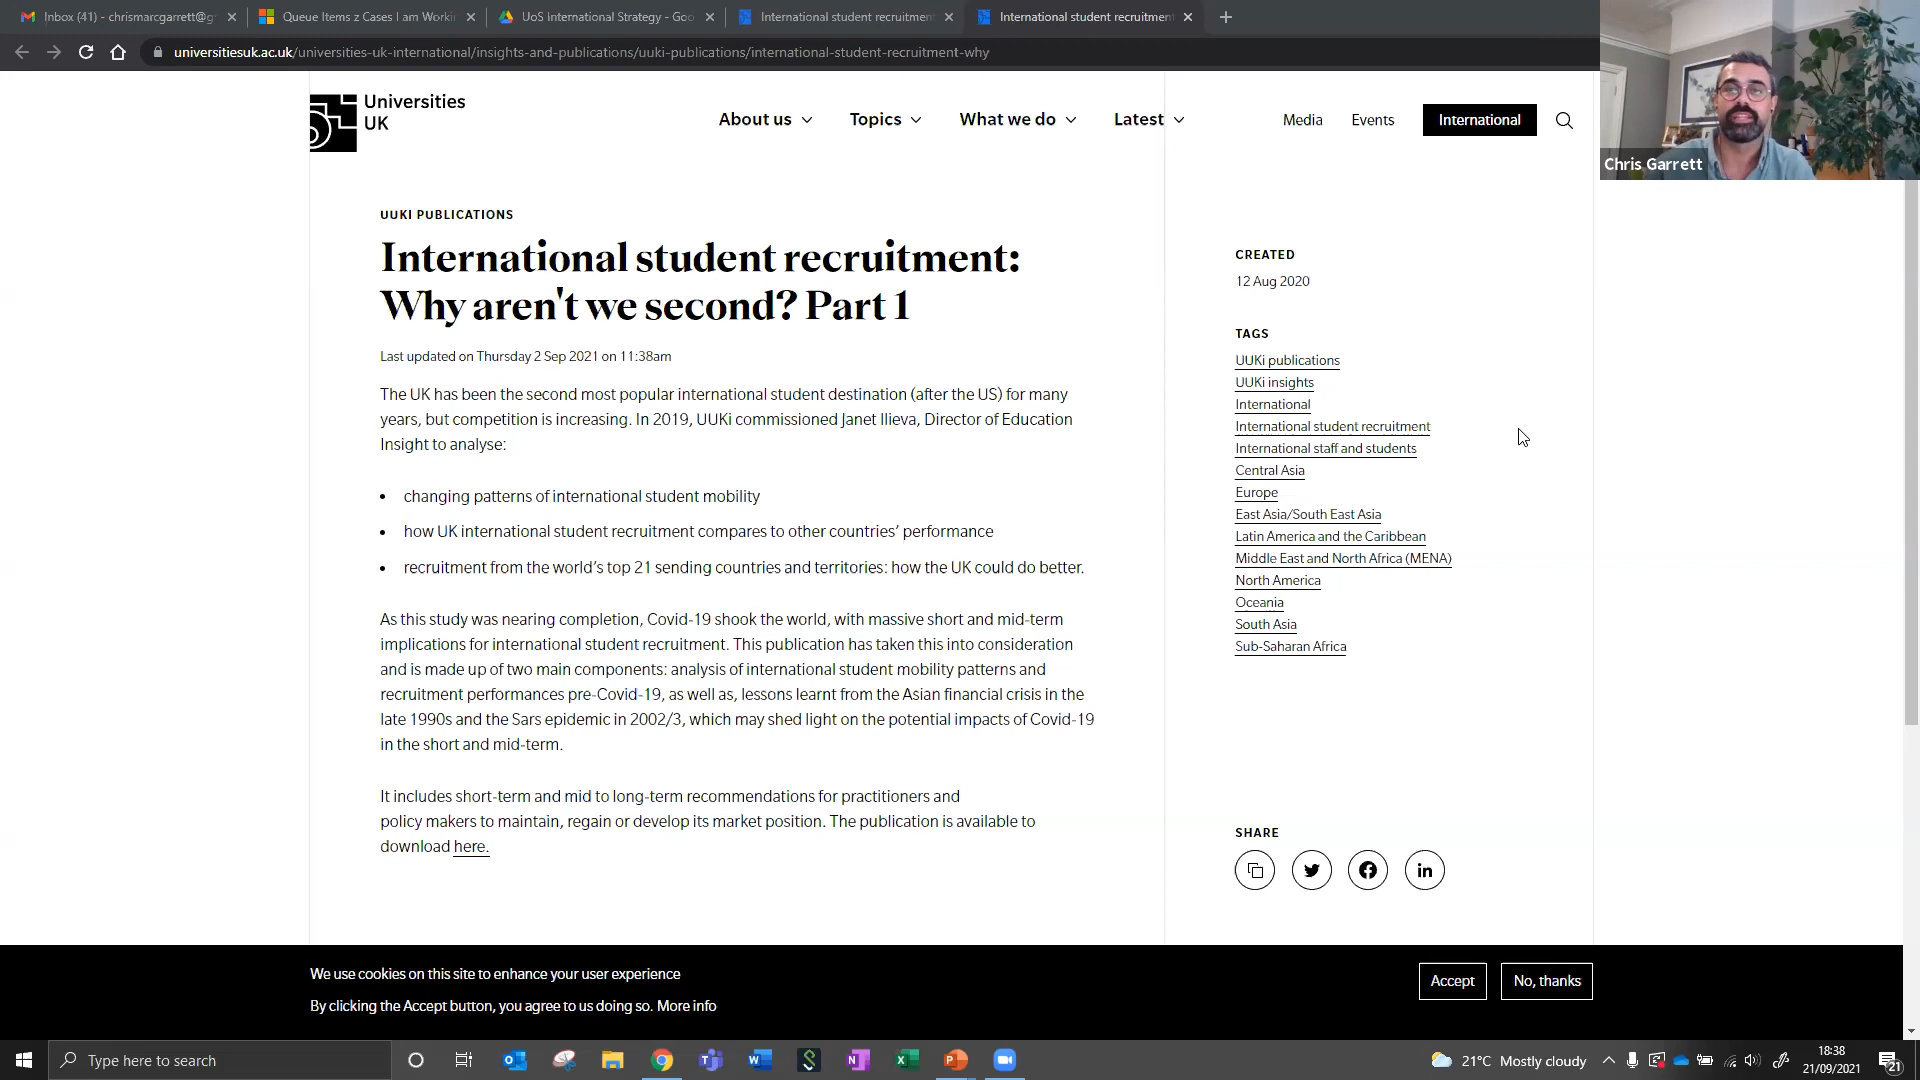 Inbox (41) - chrismarcgarrett@g
Queue Items z Cases I am Worki
UoS International Strategy - Goo
International student recruitment
International student recruitment
universitiesuk.ac.uk/universities-uk-international/insights-and-publications/uuki-publications/international-student-recruitment-why
Chris Garrett
Universities
UK
About us
Topics
What we do
Latest
Media
Events
International
UUKI PUBLICATIONS
International student recruitment:
Why aren't we second? Part 1
Last updated on Thursday 2 Sep 2021 on 11:38am
The UK has been the second most popular international student destination (after the US) for many
years, but competition is increasing. In 2019, UUKi commissioned Janet Ilieva, Director of Education
Insight to analyse:
• changing patterns of international student mobility
• how UK international student recruitment compares to other countries’ performance
• recruitment from the world’s top 21 sending countries and territories: how the UK could do better.
As this study was nearing completion, Covid-19 shook the world, with massive short and mid-term
implications for international student recruitment. This publication has taken this into consideration
and is made up of two main components: analysis of international student mobility patterns and
recruitment performances pre-Covid-19, as well as, lessons learnt from the Asian financial crisis in the
late 1990s and the Sars epidemic in 2002/3, which may shed light on the potential impacts of Covid-19
in the short and mid-term.
It includes short-term and mid to long-term recommendations for practitioners and
policy makers to maintain, regain or develop its market position. The publication is available to
download here.
CREATED
12 Aug 2020
TAGS
UUKi publications
UUKi insights
International
International student recruitment
International staff and students
Central Asia
Europe
East Asia/South East Asia
Latin America and the Caribbean
Middle East and North Africa (MENA)
North America
Oceania
South Asia
Sub-Saharan Africa
SHARE
We use cookies on this site to enhance your user experience
By clicking the Accept button, you agree to us doing so. More info
Accept
No, thanks
Type here to search
21°C Mostly cloudy
18:38
21/09/2021
21